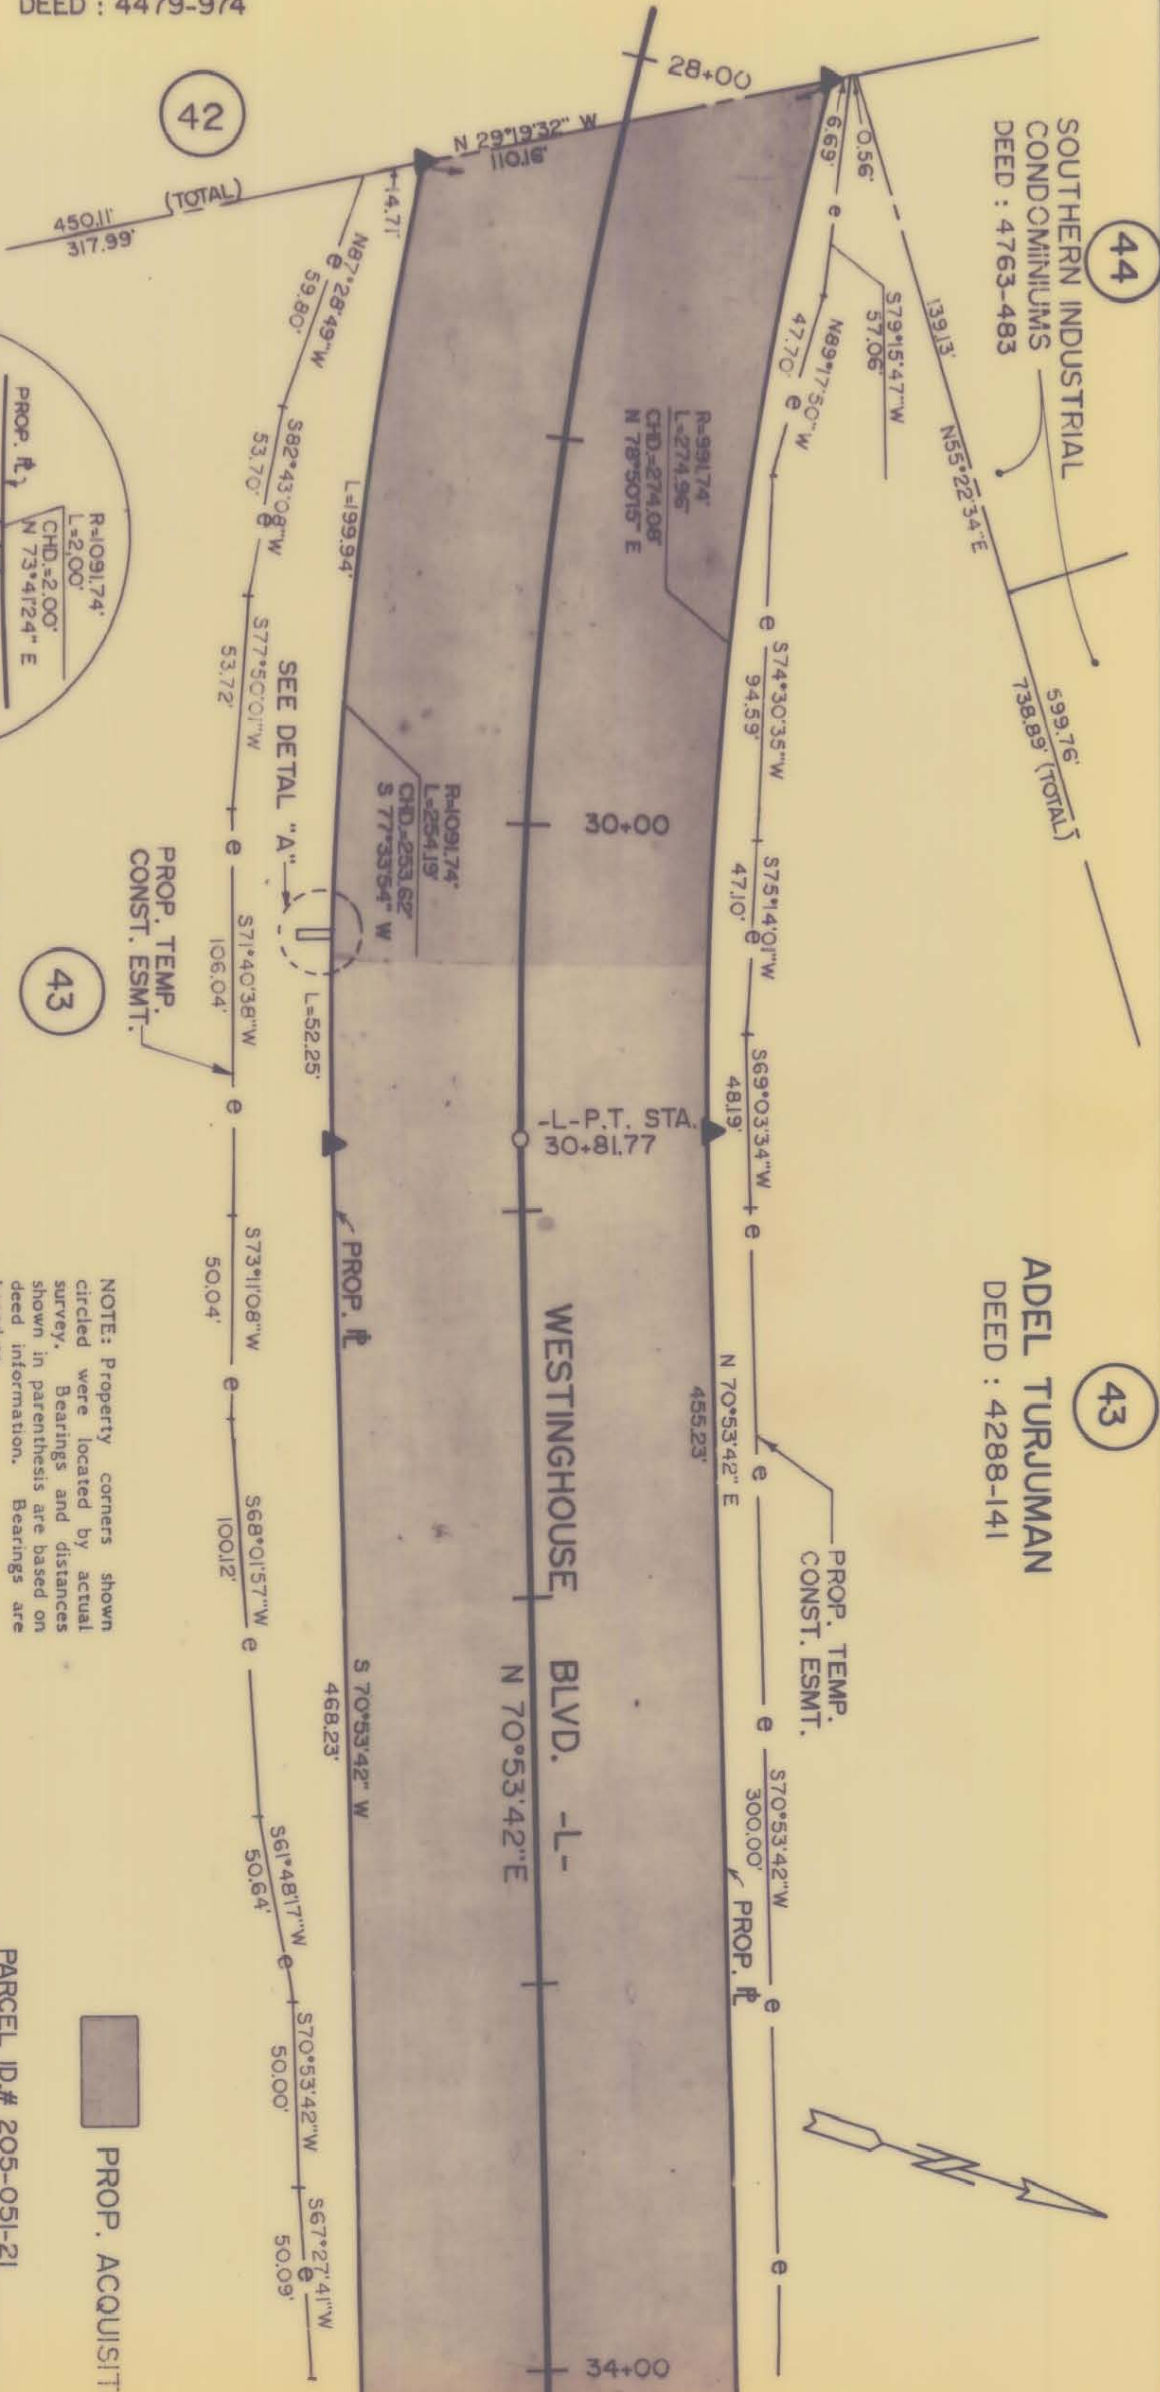 DEED : 4479-974
42
(TOTAL)
450.11'
317.99'
N 29°19'32" W
110.16'
28+00
6.69'
0.56'
44
SOUTHERN INDUSTRIAL
CONDOMINIUMS
DEED : 4763-483
139.13'
N55°22'34"E
599.76'
738.89' (TOTAL)
S79°15'47"W
57.06'
N89°17'50"W
47.70'
e
e
e
S74°30'35"W
94.59'
S75°14'01"W
47.10'
e
S69°03'34"W
48.19'
e
R=991.74'
L=274.96'
CHD.=274.08'
N 78°50'15" E
14.71'
N87°28'49"W
59.80'
e
S82°43'08"W
53.70'
e
S77°50'01"W
53.72'
e
L=199.94'
R=1091.74'
L=254.19'
CHD.=253.62'
S 77°33'54" W
30+00
SEE DETAL "A"
L=52.25'
PROP. PL
R=1091.74'
L=2.00'
CHD.=2.00'
N 73°41'24" E
PROP. TEMP.
CONST. ESMT.
43
S71°40'38"W
106.04'
e
-L-P.T. STA.
30+81.77
S73°11'08"W
50.04'
e
PROP. PL
WESTINGHOUSE BLVD. -L-
N 70°53'42"E
N 70°53'42" E
455.23'
43
ADEL TURJUMAN
DEED : 4288-141
e
PROP. TEMP.
CONST. ESMT.
e
S70°53'42"W
300.00'
PROP. PL
e
e
S68°01'57"W
100.12'
e
S 70°53'42" W
468.23'
S61°48'17"W
50.64'
e
S70°53'42"W
50.00'
S67°27'41"W
50.09'
e
34+00
NOTE: Property corners shown
circled were located by actual
survey. Bearings and distances
shown in parenthesis are based on
deed information. Bearings are
PROP. ACQUISIT
PARCEL ID.# 205-051-21